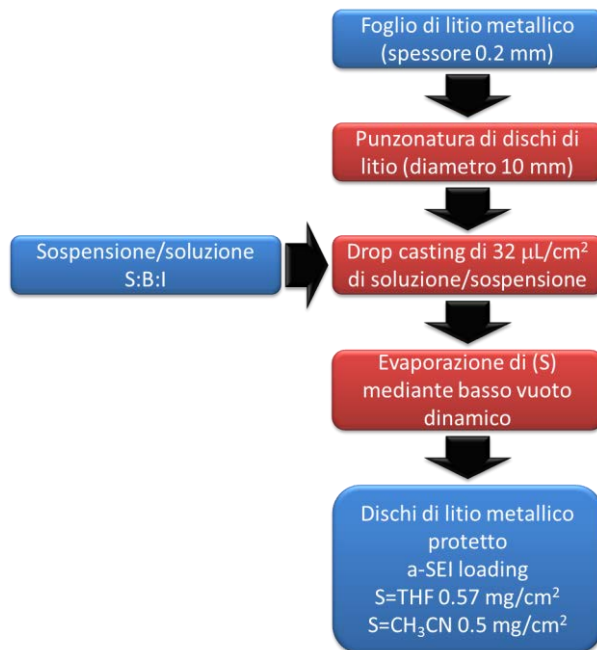 Foglio di litio metallico
(spessore 0.2 mm)
Punzonatura di dischi di
litio (diametro 10 mm)
Sospensione/soluzione
S:B:I
Drop casting di 32 μL/cm²
di soluzione/sospensione
Evaporazione di (S)
mediante basso vuoto
dinamico
Dischi di litio metallico
protetto
a-SEI loading
S=THF 0.57 mg/cm²
S=CH₃CN 0.5 mg/cm²